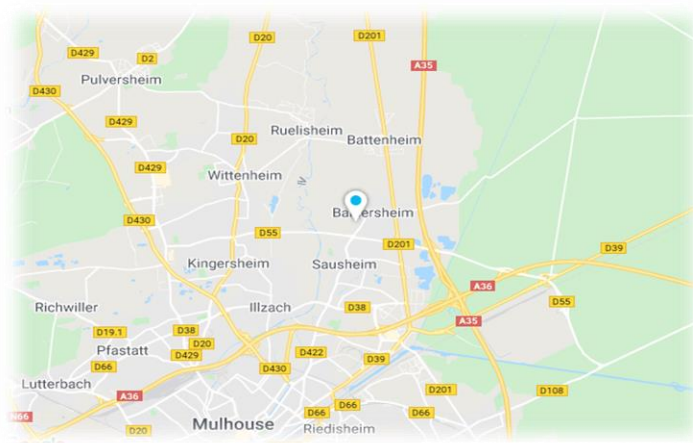 D20
D201
D429
D2
A35
Pulversheim
D430
D429
Ruelisheim
Battenheim
D20
D429
Wittenheim
Ill
D430
D55
D201
D39
Kingersheim
Sausheim
A36
D55
Richwiller
Illzach
D38
A35
D19.1
D38
D20
Pfastatt
D429
D422
D39
D66
D430
Lutterbach
A36
D201
D108
N66
D66
D66
D66
D20
Mulhouse
Riedisheim